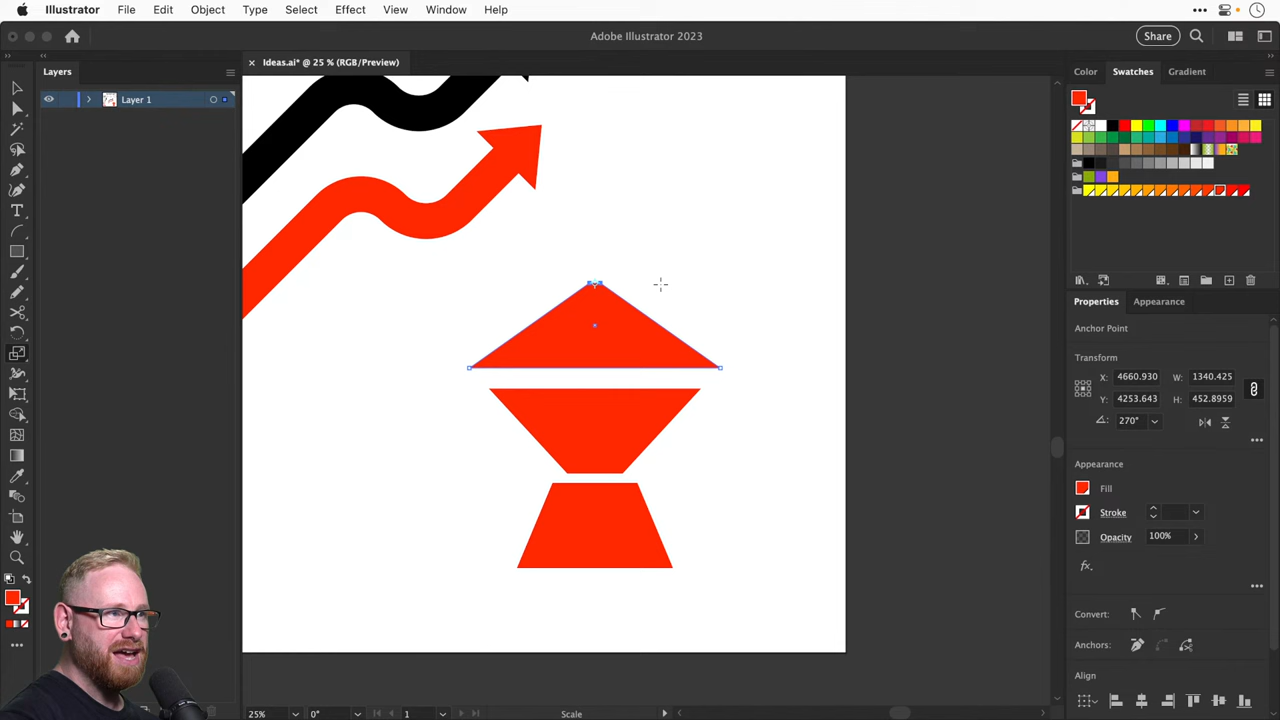 Illustrator File Edit Object Type Select Effect View Window Help
Adobe Illustrator 2023
Share
Layers
Ideas.ai* @ 25 % (RGB/Preview)
Color Swatches Gradient
Layer 1
Properties Appearance
Anchor Point
Transform
X: 4660.930 W: 1340.425
Y: 4253.643 H: 452.8959
270°
Appearance
Fill
Stroke
Opacity 100%
fx.
Convert:
Anchors:
Align
25% 0° 1 Scale